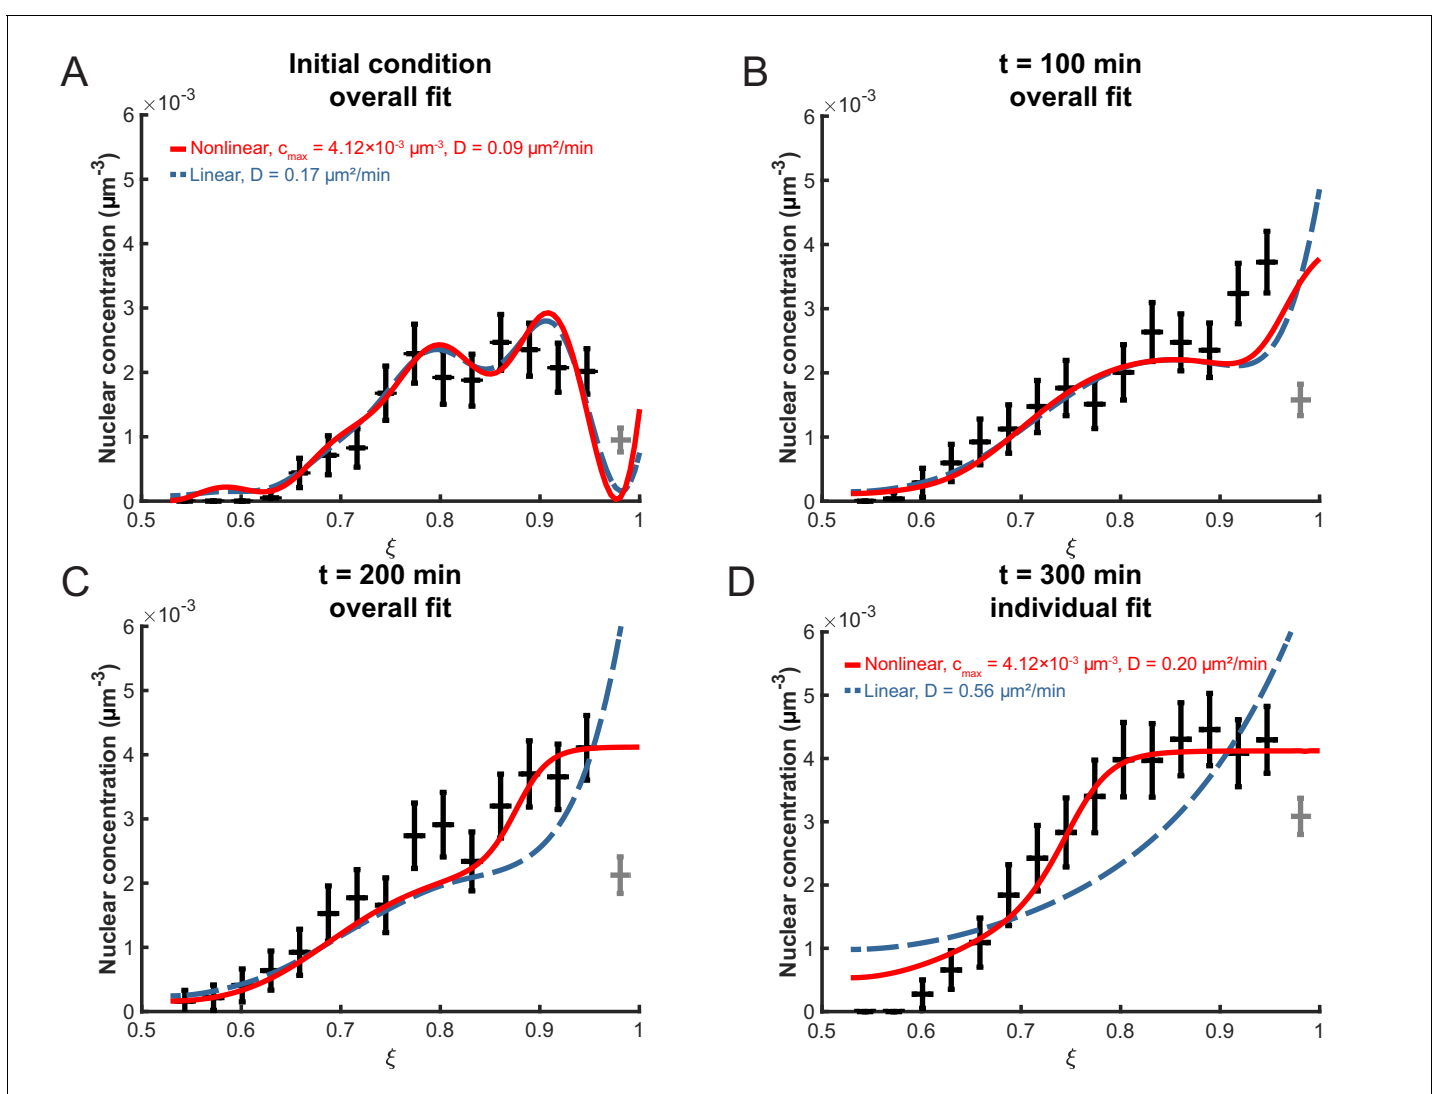 A
Initial condition
overall fit
×10-3
6
5
4
3
2
1
0
Nuclear concentration (µm-3)
Nonlinear, cmax = 4.12×10-3 µm-3, D = 0.09 µm²/min
Linear, D = 0.17 µm²/min
0.5 0.6 0.7 0.8 0.9 1
ξ
B
t = 100 min
overall fit
×10-3
6
5
4
3
2
1
0
Nuclear concentration (µm-3)
0.5 0.6 0.7 0.8 0.9 1
ξ
C
t = 200 min
overall fit
×10-3
6
5
4
3
2
1
0
Nuclear concentration (µm-3)
0.5 0.6 0.7 0.8 0.9 1
ξ
D
t = 300 min
individual fit
×10-3
6
5
4
3
2
1
0
Nuclear concentration (µm-3)
Nonlinear, cmax = 4.12×10-3 µm-3, D = 0.20 µm²/min
Linear, D = 0.56 µm²/min
0.5 0.6 0.7 0.8 0.9 1
ξ